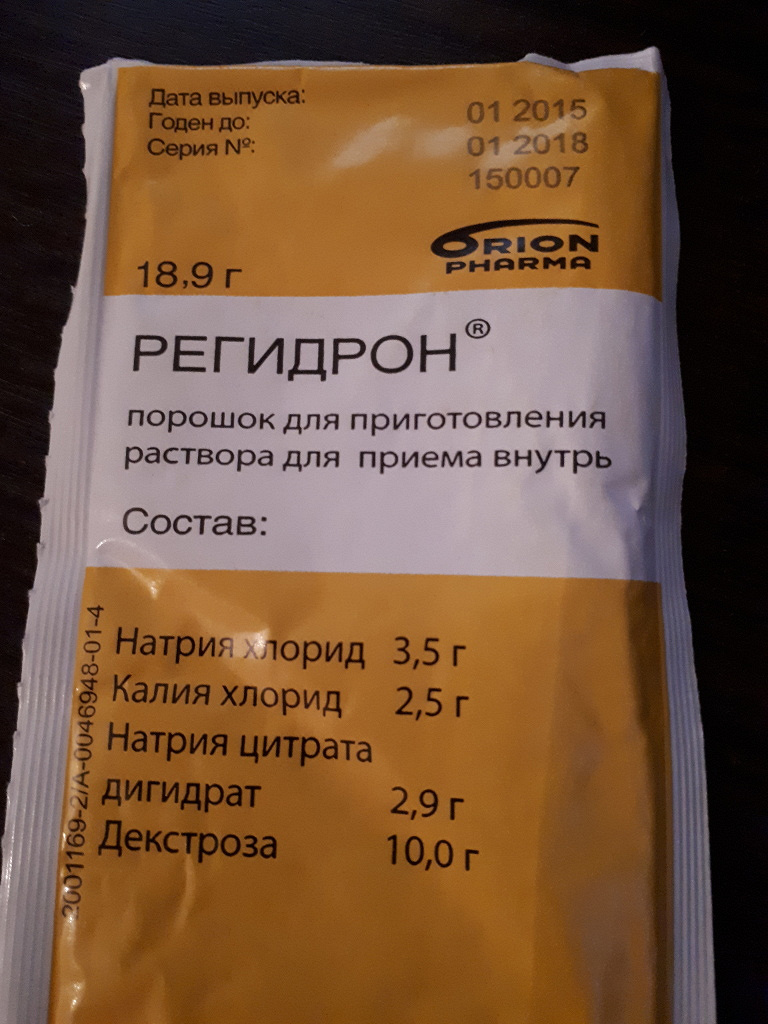 Дата выпуска: 01 2015
Годен до: 01 2018
Серия №: 150007
ORION
PHARMA
18,9 г
РЕГИДРОН®
порошок для приготовления
раствора для приема внутрь
Состав:
Натрия хлорид 3,5 г
Калия хлорид 2,5 г
Натрия цитрата
дигидрат 2,9 г
Декстроза 10,0 г
2001169-2/A-0046948-01-4